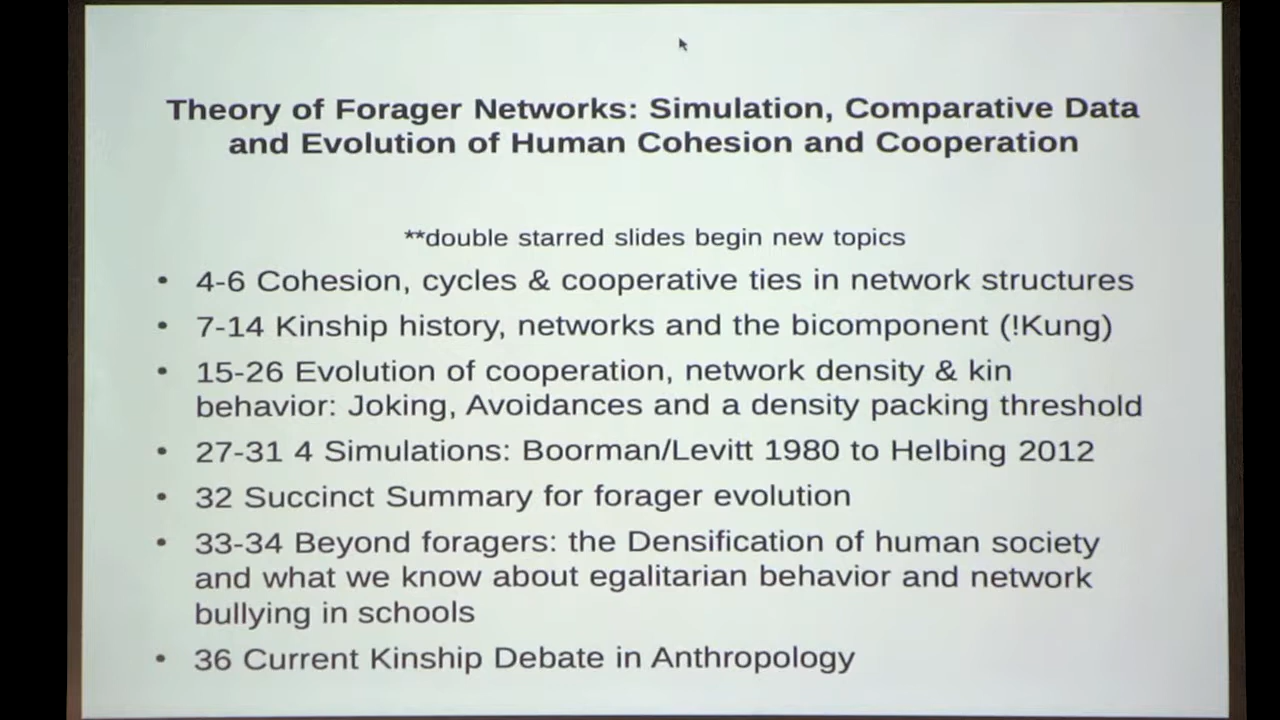 Theory of Forager Networks: Simulation, Comparative Data
and Evolution of Human Cohesion and Cooperation
**double starred slides begin new topics
• 4-6 Cohesion, cycles & cooperative ties in network structures
• 7-14 Kinship history, networks and the bicomponent (!Kung)
• 15-26 Evolution of cooperation, network density & kin
behavior: Joking, Avoidances and a density packing threshold
• 27-31 4 Simulations: Boorman/Levitt 1980 to Helbing 2012
• 32 Succinct Summary for forager evolution
• 33-34 Beyond foragers: the Densification of human society
and what we know about egalitarian behavior and network
bullying in schools
• 36 Current Kinship Debate in Anthropology